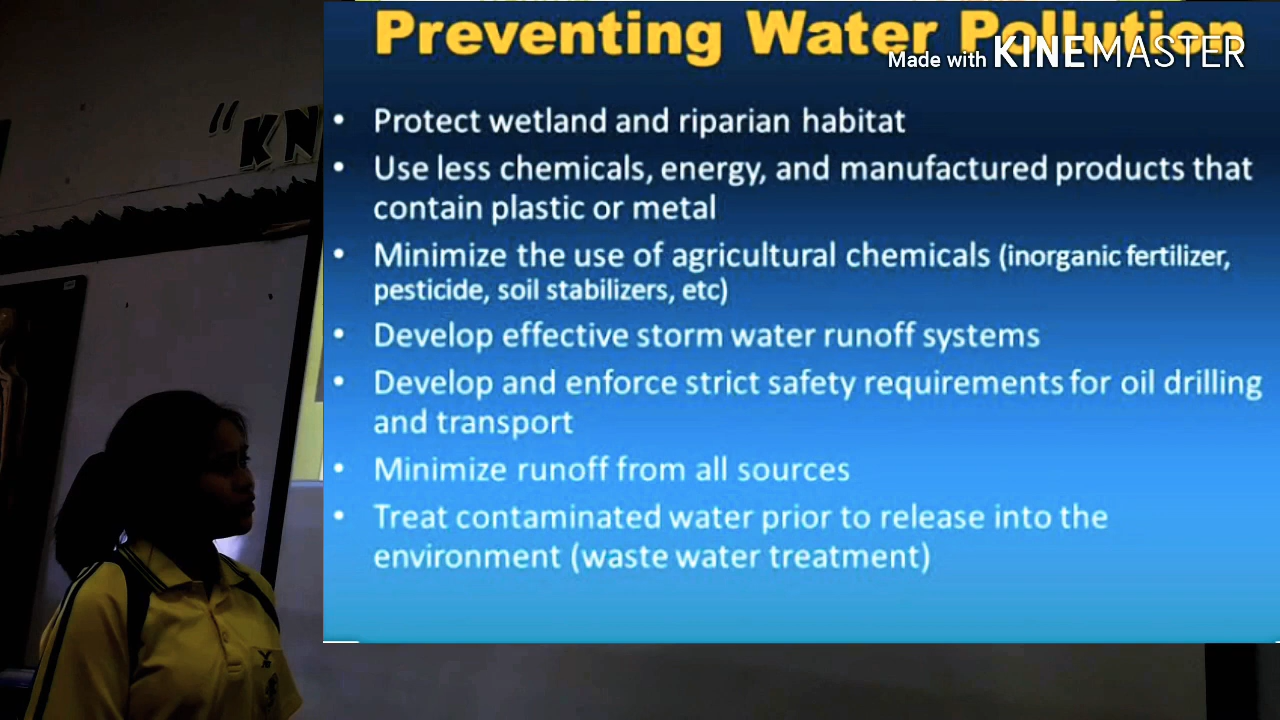 Preventing Water Pollution
Made with KINEMASTER
“KN
• Protect wetland and riparian habitat
• Use less chemicals, energy, and manufactured products that
contain plastic or metal
• Minimize the use of agricultural chemicals (inorganic fertilizer,
pesticide, soil stabilizers, etc)
• Develop effective storm water runoff systems
• Develop and enforce strict safety requirements for oil drilling
and transport
• Minimize runoff from all sources
• Treat contaminated water prior to release into the
environment (waste water treatment)